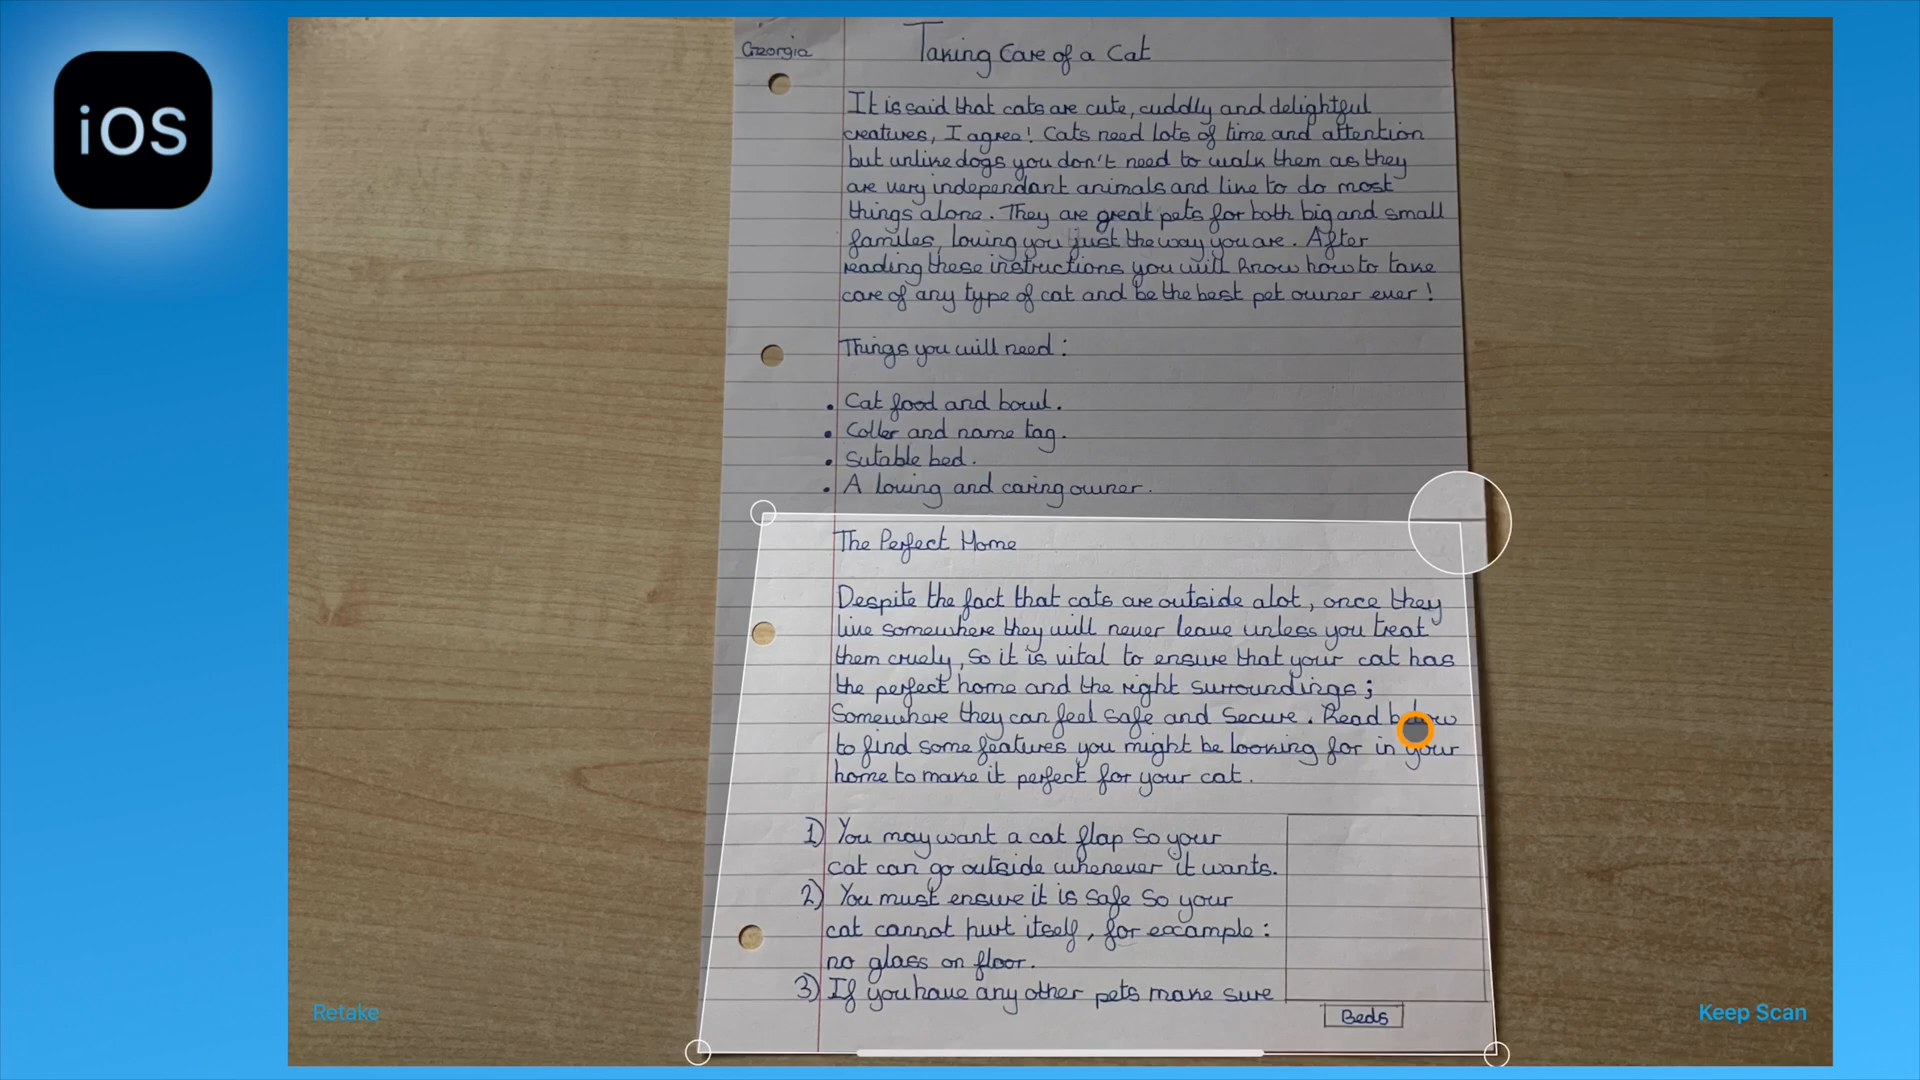 iOS
Georgia
Taking Care of a Cat
It is said that cats are cute, cuddly and delightful
creatures, I agree! Cats need lots of time and attention
but unlike dogs you don't need to walk them as they
are very independant animals and like to do most
things alone. They are great pets for both big and small
familes, loving you just the way you are. After
reading these instructions you will know how to take
care of any type of cat and be the best pet owner ever!
Things you will need:
• Cat food and bowl.
• Coller and name tag.
• Sutable bed.
• A loving and caring owner.
The Perfect Home
Despite the fact that cats are outside alot, once they
live somewhere they will never leave unless you treat
them cruely, so it is vital to ensure that your cat has
the perfect home and the right surroundings;
Somewhere they can feel safe and secure. Read below
to find some features you might be looking for in your
home to make it perfect for your cat.
1) You may want a cat flap so your
cat can go outside whenever it wants.
2) You must ensure it is safe so your
cat cannot hurt itself, for example:
no glass on floor.
3) If you have any other pets make sure
Beds
Retake
Keep Scan